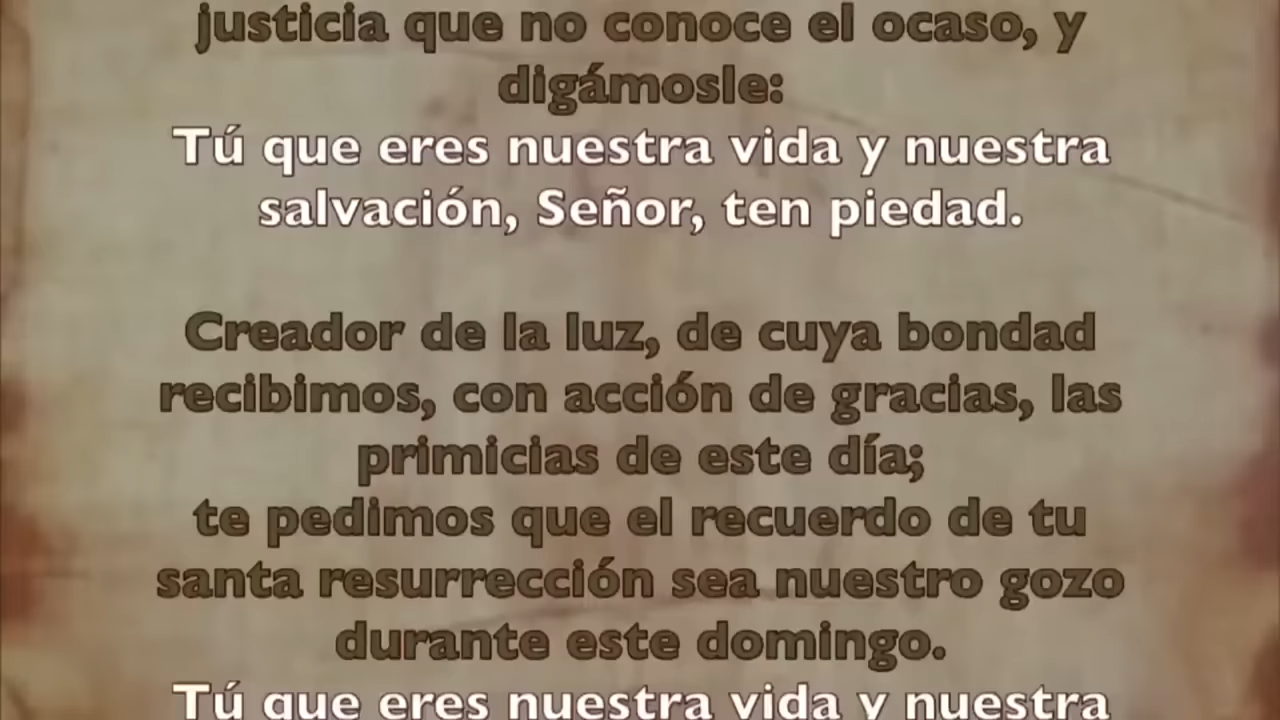 justicia que no conoce el ocaso, y
digámosle:
Tú que eres nuestra vida y nuestra
salvación, Señor, ten piedad.
Creador de la luz, de cuya bondad
recibimos, con acción de gracias, las
primicias de este día;
te pedimos que el recuerdo de tu
santa resurrección sea nuestro gozo
durante este domingo.
Tú que eres nuestra vida y nuestra